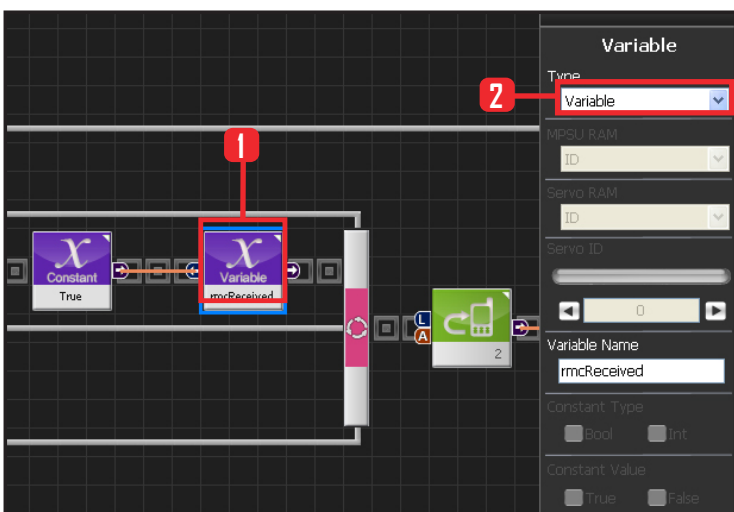 1
Constant
True
Variable
rmcReceived
L
A
2
2
Variable
Type
Variable
MPSU RAM
ID
Servo RAM
ID
Servo ID
0
Variable Name
rmcReceived
Constant Type
Bool Int
Constant Value
True False